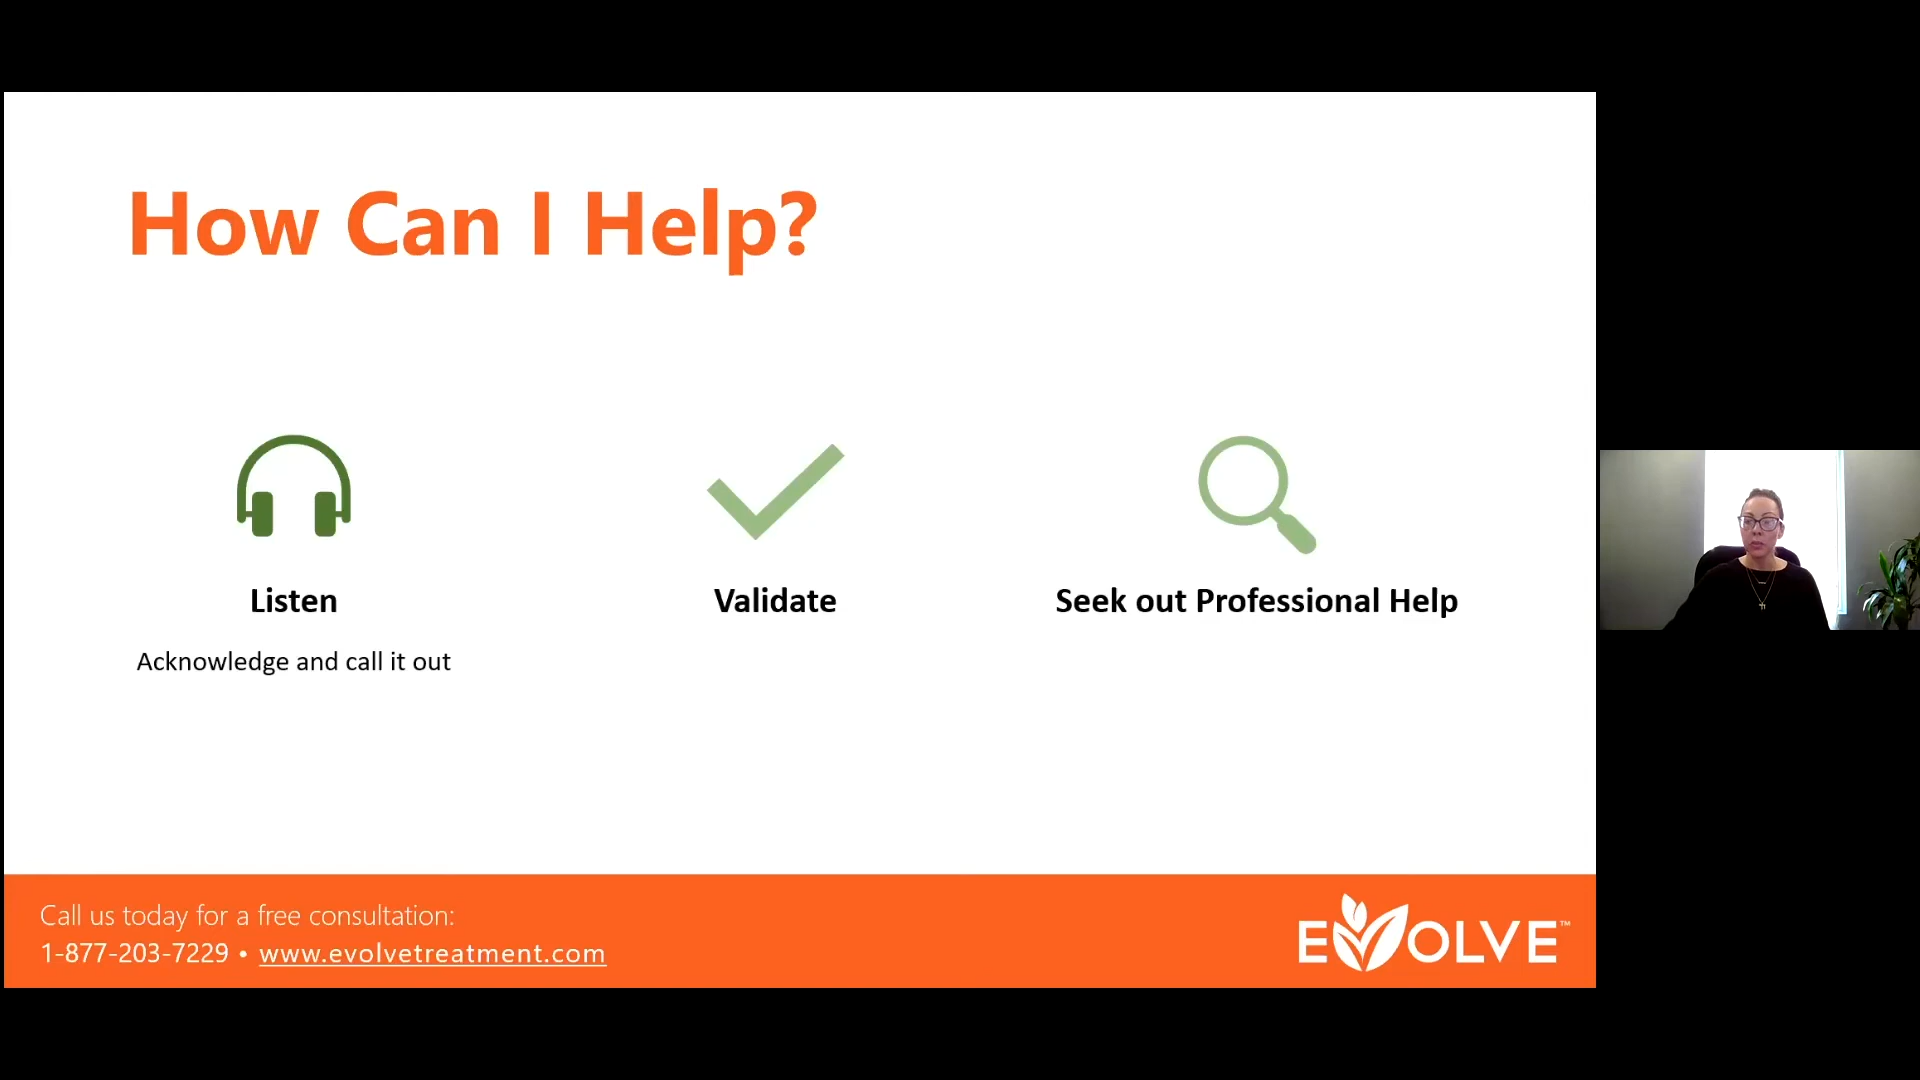 How Can I Help?
Listen
Validate
Seek out Professional Help
Acknowledge and call it out
Call us today for a free consultation:
1-877-203-7229 • www.evolvetreatment.com
EVOLVE™